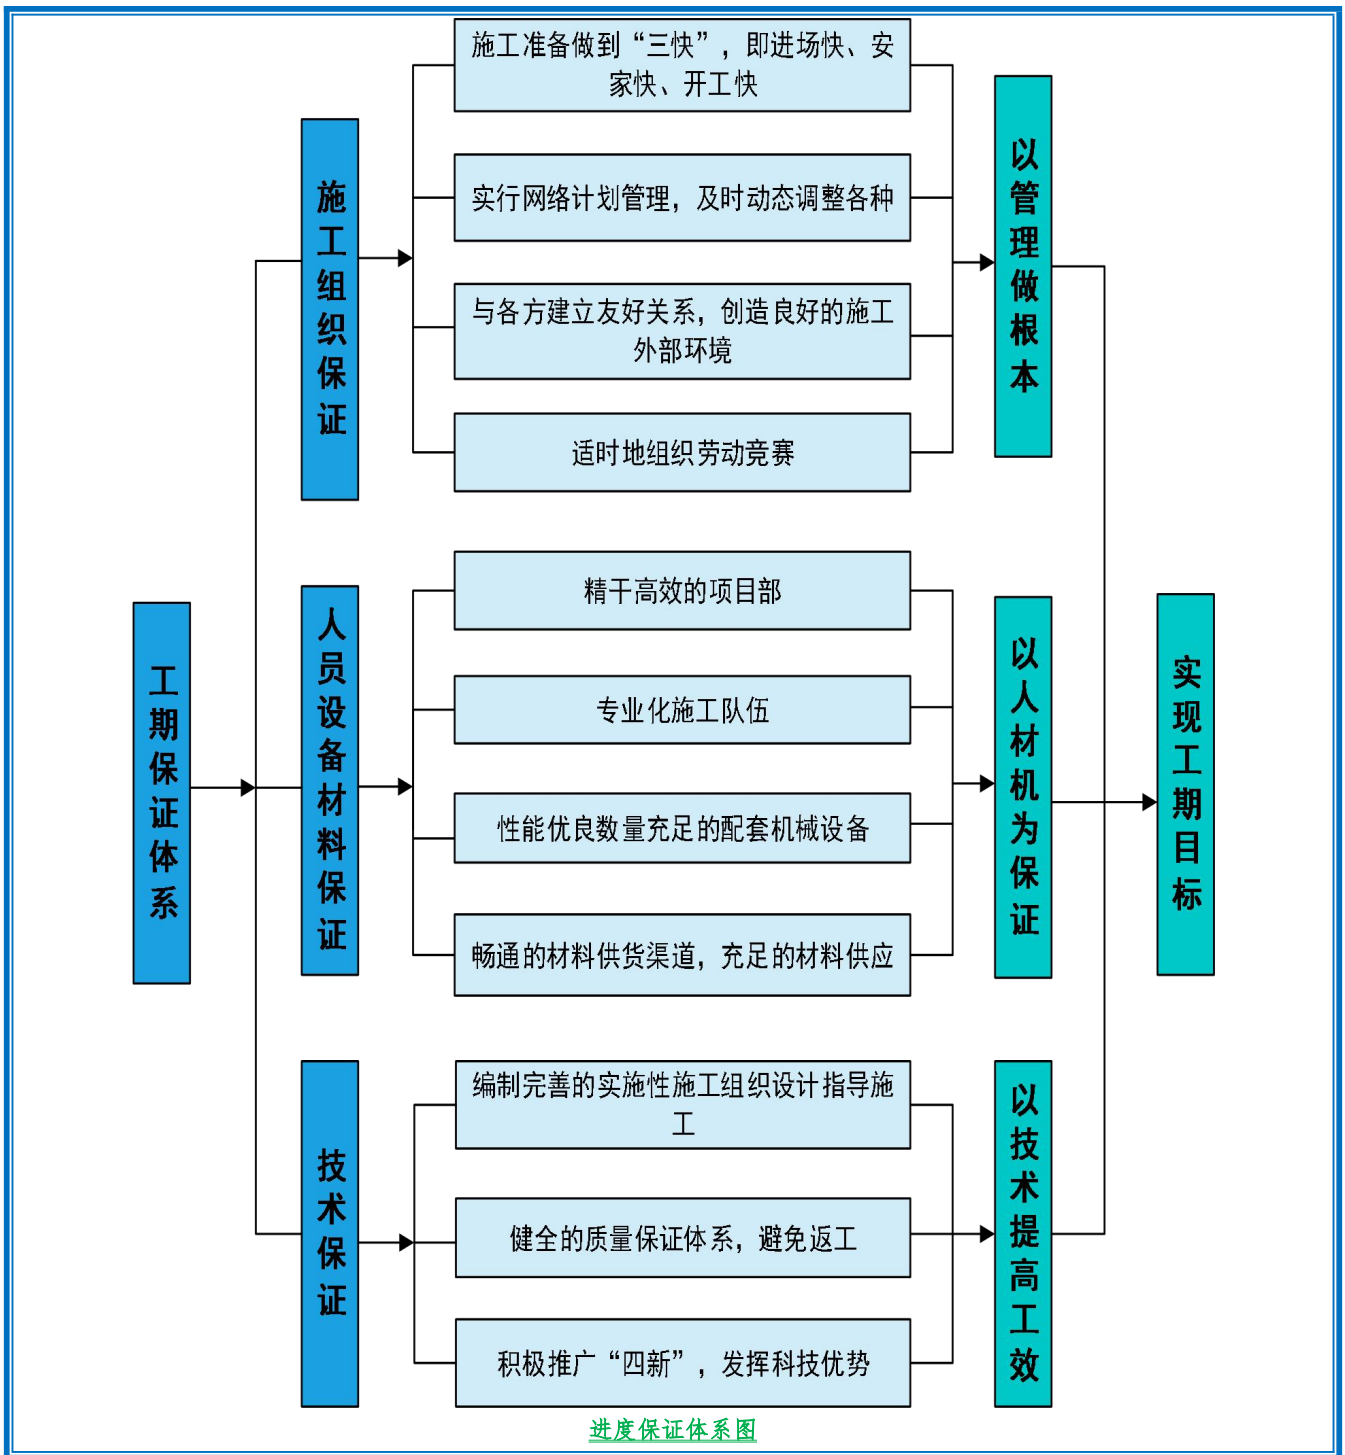 工期保证体系
施工组织保证
施工准备做到“三快”，即进场快、安
家快、开工快
实行网络计划管理，及时动态调整各种
与各方建立友好关系，创造良好的施工
外部环境
适时地组织劳动竞赛
以管理做根本
人员设备材料保证
精干高效的项目部
专业化施工队伍
性能优良数量充足的配套机械设备
畅通的材料供货渠道，充足的材料供应
以人材机为保证
技术保证
编制完善的实施性施工组织设计指导施
工
健全的质量保证体系，避免返工
积极推广“四新”，发挥科技优势
以技术提高工效
实现工期目标
进度保证体系图